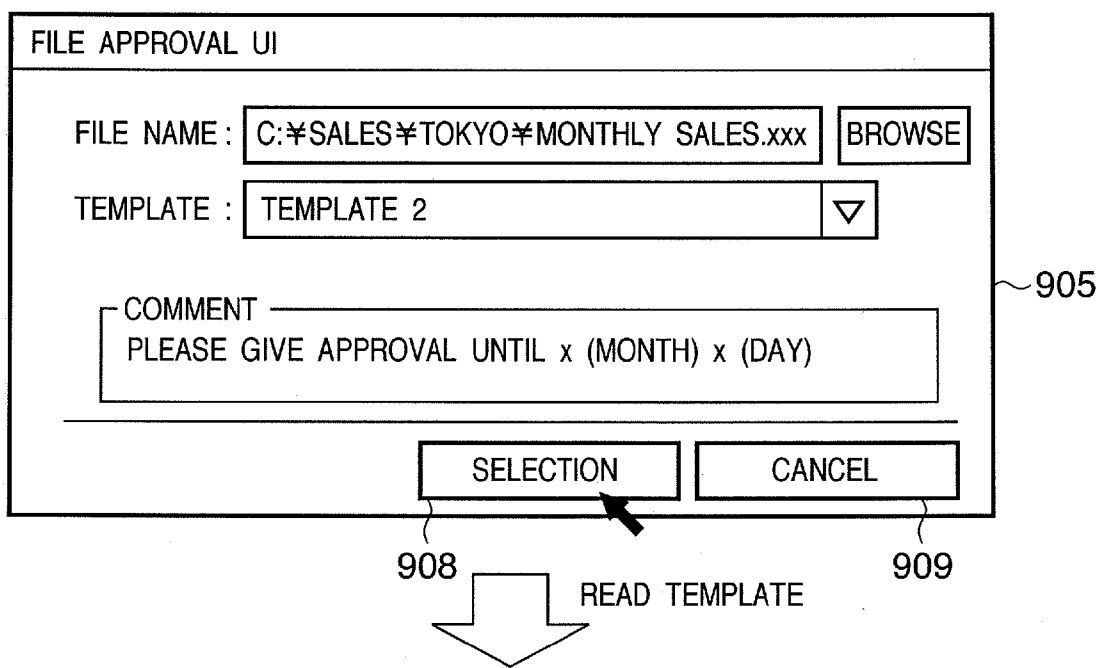 FILE APPROVAL UI
FILE NAME : C:¥SALES¥TOKYO¥MONTHLY SALES.xxx BROWSE
TEMPLATE : TEMPLATE 2
905
COMMENT
PLEASE GIVE APPROVAL UNTIL x (MONTH) x (DAY)
SELECTION CANCEL
908 909
READ TEMPLATE